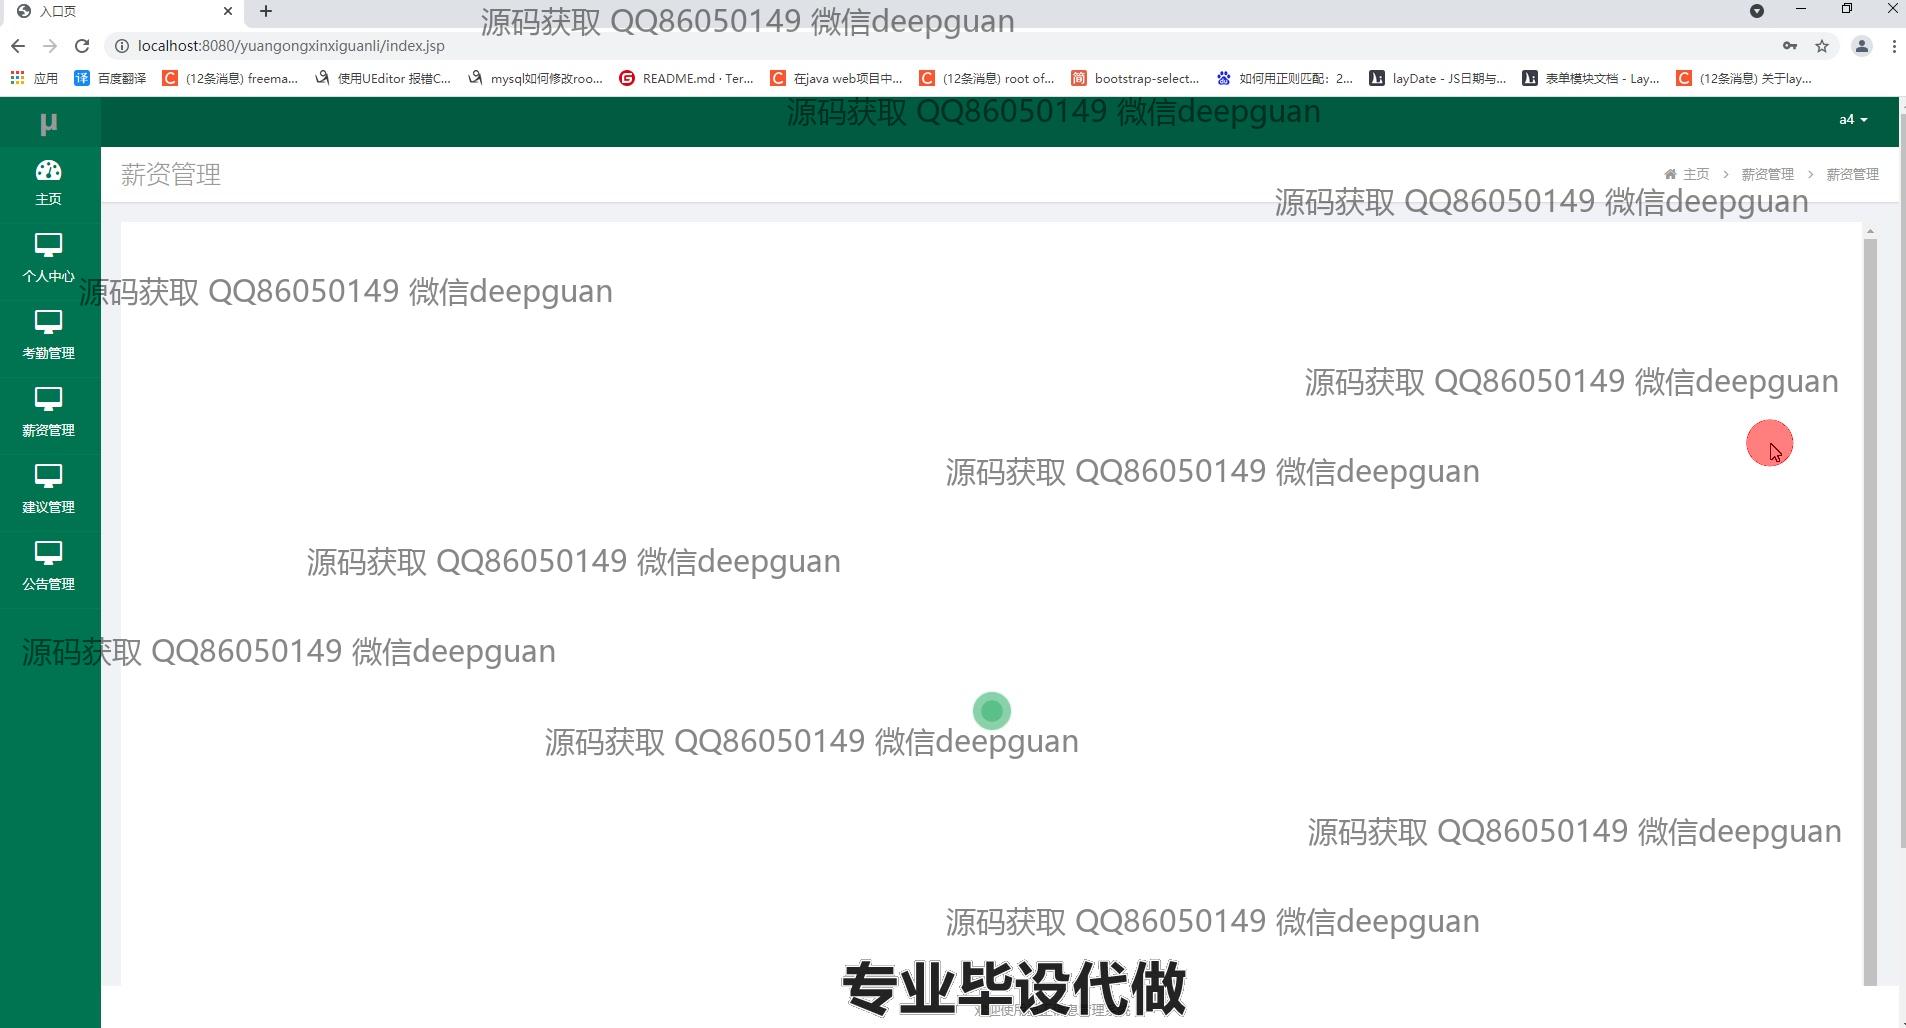 入口页
源码获取 QQ86050149 微信deepguan
localhost:8080/yuangongxinxiguanli/index.jsp
应用
百度翻译
(12条消息) freema...
使用UEditor 报错C...
mysql如何修改roo...
README.md · Ter...
在java web项目中...
(12条消息) root of...
bootstrap-select...
如何用正则匹配：2...
layDate - JS日期与...
表单模块文档 - Lay...
(12条消息) 关于lay...
μ
源码获取 QQ86050149 微信deepguan
a4
主页
薪资管理
主页 > 薪资管理 > 薪资管理
源码获取 QQ86050149 微信deepguan
个人中心
源码获取 QQ86050149 微信deepguan
考勤管理
源码获取 QQ86050149 微信deepguan
薪资管理
源码获取 QQ86050149 微信deepguan
建议管理
源码获取 QQ86050149 微信deepguan
公告管理
源码获取 QQ86050149 微信deepguan
源码获取 QQ86050149 微信deepguan
源码获取 QQ86050149 微信deepguan
源码获取 QQ86050149 微信deepguan
专业毕设代做